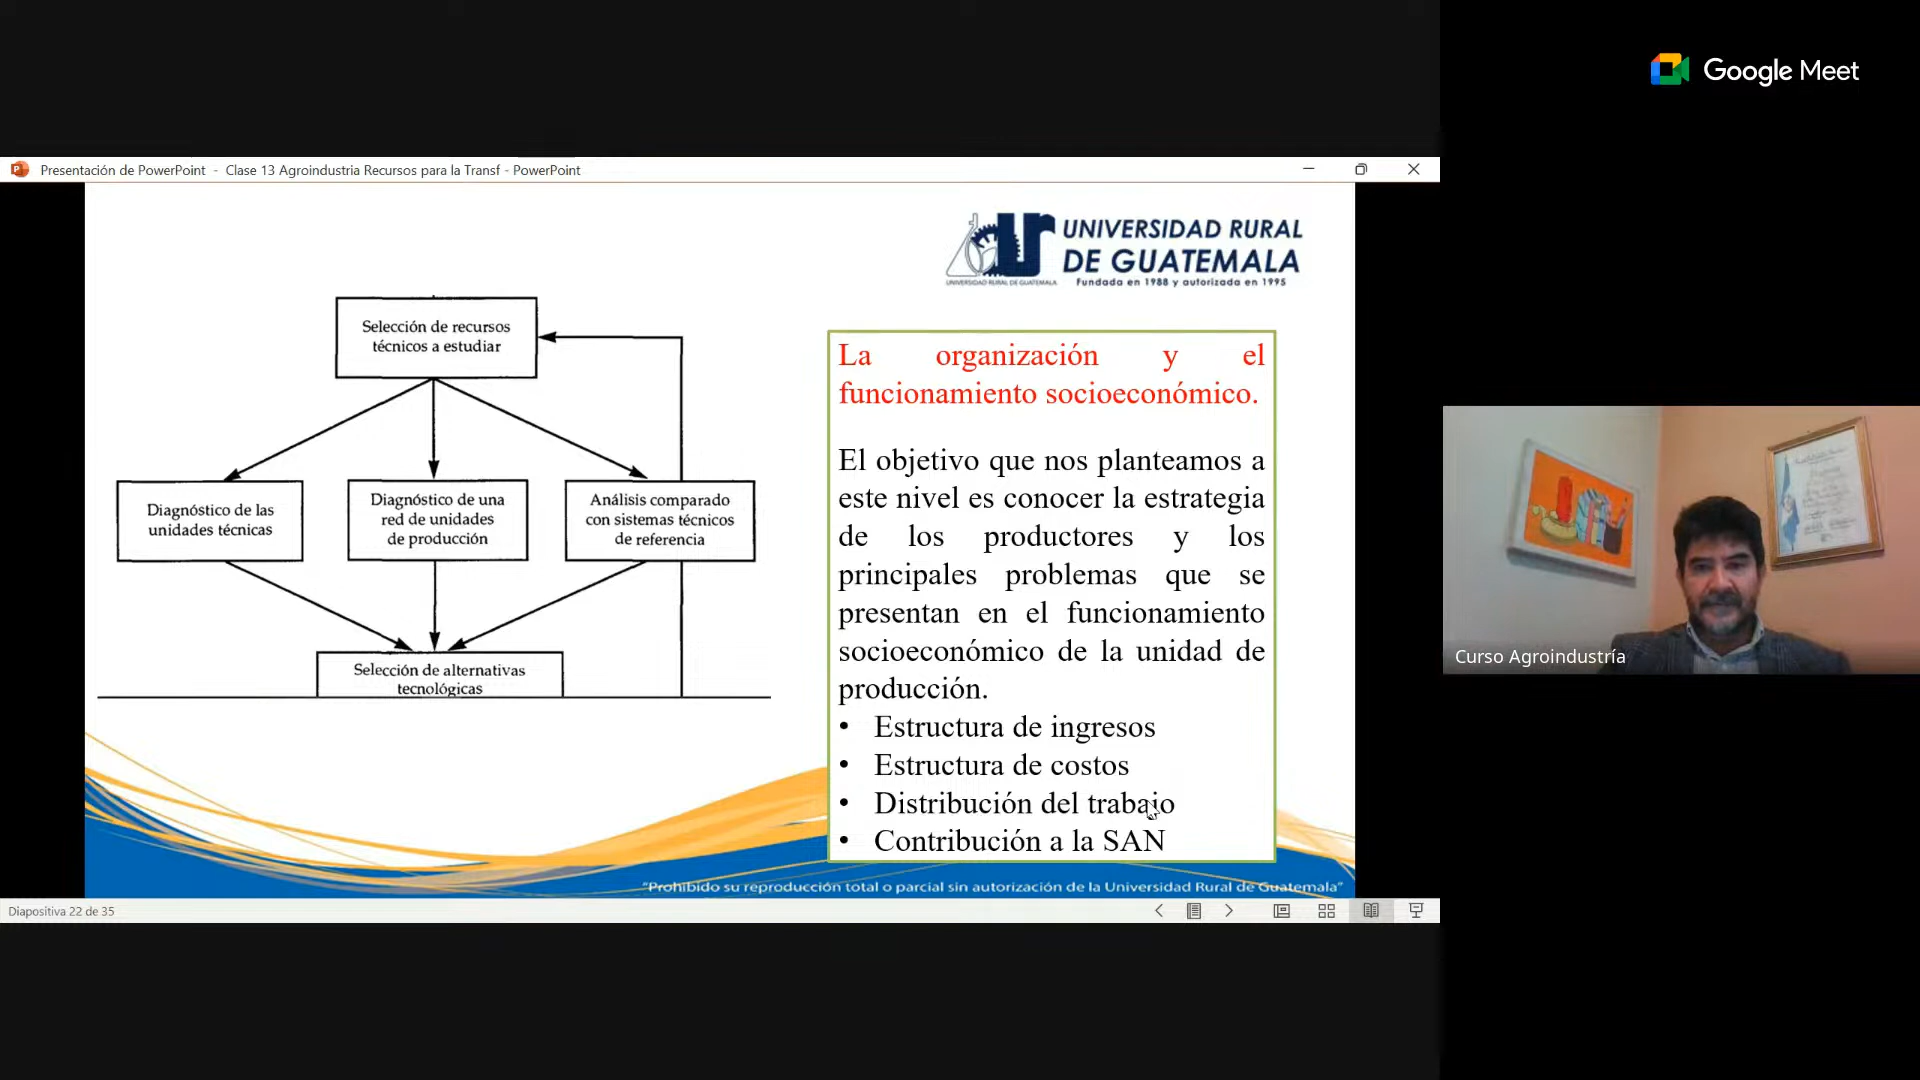 Google Meet
Presentación de PowerPoint - Clase 13 Agroindustria Recursos para la Transf - PowerPoint
UNIVERSIDAD RURAL
DE GUATEMALA
UNIVERSIDAD RURAL DE GUATEMALA
Fundada en 1988 y autorizada en 1995
Selección de recursos
técnicos a estudiar
Diagnóstico de las
unidades técnicas
Diagnóstico de una
red de unidades
de producción
Análisis comparado
con sistemas técnicos
de referencia
Selección de alternativas
tecnológicas
La organización y el
funcionamiento socioeconómico.
El objetivo que nos planteamos a
este nivel es conocer la estrategia
de los productores y los
principales problemas que se
presentan en el funcionamiento
socioeconómico de la unidad de
producción.
• Estructura de ingresos
• Estructura de costos
• Distribución del trabajo
• Contribución a la SAN
"Prohibido su reproducción total o parcial sin autorización de la Universidad Rural de Guatemala"
Diapositiva 22 de 35
Curso Agroindustría